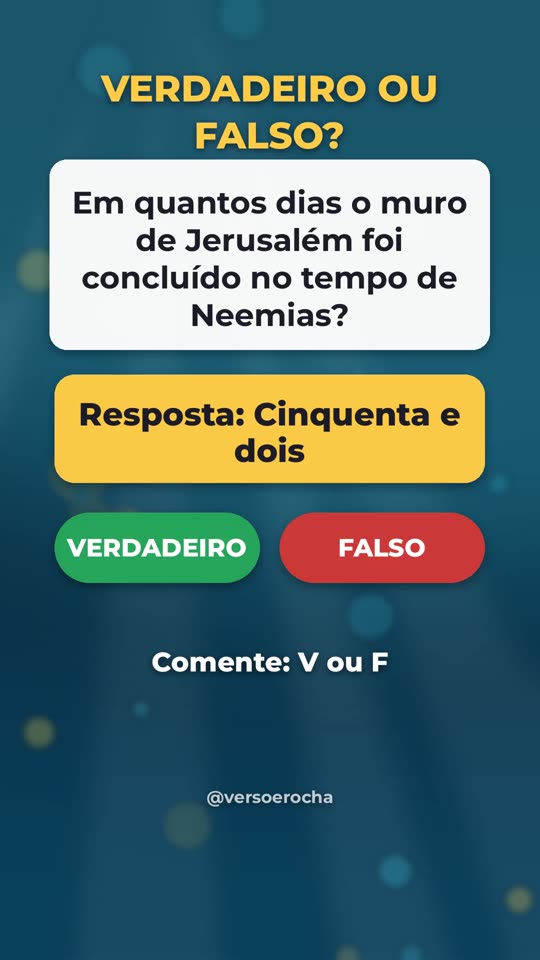 VERDADEIRO OU
FALSO?
Em quantos dias o muro
de Jerusalém foi
concluído no tempo de
Neemias?
Resposta: Cinquenta e
dois
VERDADEIRO
FALSO
Comente: V ou F
@versoerocha